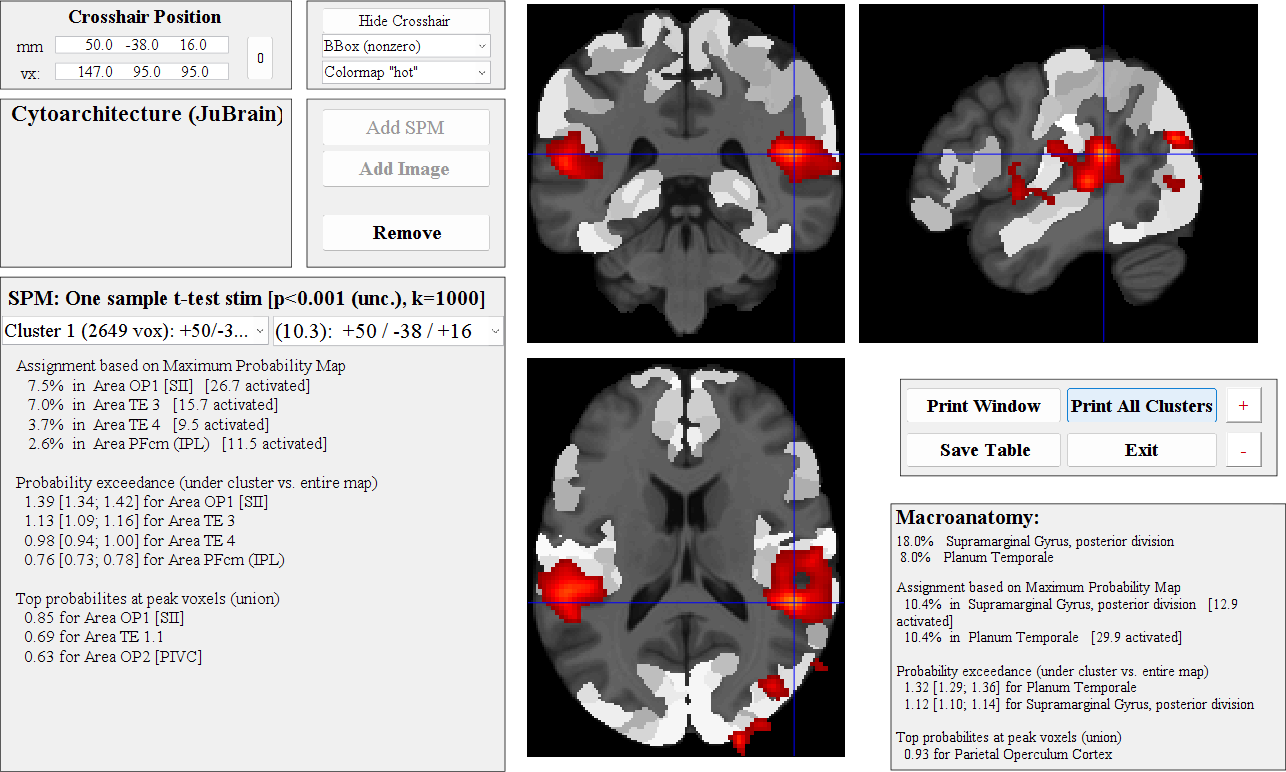 Crosshair Position
mm 50.0 -38.0 16.0
vx: 147.0 95.0 95.0
0
Hide Crosshair
BBox (nonzero)
Colormap "hot"
Cytoarchitecture (JuBrain)
Add SPM
Add Image
Remove
SPM: One sample t-test stim [p<0.001 (unc.), k=1000]
Cluster 1 (2649 vox): +50/-3...
(10.3): +50 / -38 / +16
Assignment based on Maximum Probability Map
7.5% in Area OP1 [SII] [26.7 activated]
7.0% in Area TE 3 [15.7 activated]
3.7% in Area TE 4 [9.5 activated]
2.6% in Area PFcm (IPL) [11.5 activated]
Probability exceedance (under cluster vs. entire map)
1.39 [1.34; 1.42] for Area OP1 [SII]
1.13 [1.09; 1.16] for Area TE 3
0.98 [0.94; 1.00] for Area TE 4
0.76 [0.73; 0.78] for Area PFcm (IPL)
Top probabilites at peak voxels (union)
0.85 for Area OP1 [SII]
0.69 for Area TE 1.1
0.63 for Area OP2 [PIVC]
Print Window
Print All Clusters
+
Save Table
Exit
-
Macroanatomy:
18.0% Supramarginal Gyrus, posterior division
8.0% Planum Temporale
Assignment based on Maximum Probability Map
10.4% in Supramarginal Gyrus, posterior division [12.9
activated]
10.4% in Planum Temporale [29.9 activated]
Probability exceedance (under cluster vs. entire map)
1.32 [1.29; 1.36] for Planum Temporale
1.12 [1.10; 1.14] for Supramarginal Gyrus, posterior division
Top probabilites at peak voxels (union)
0.93 for Parietal Operculum Cortex